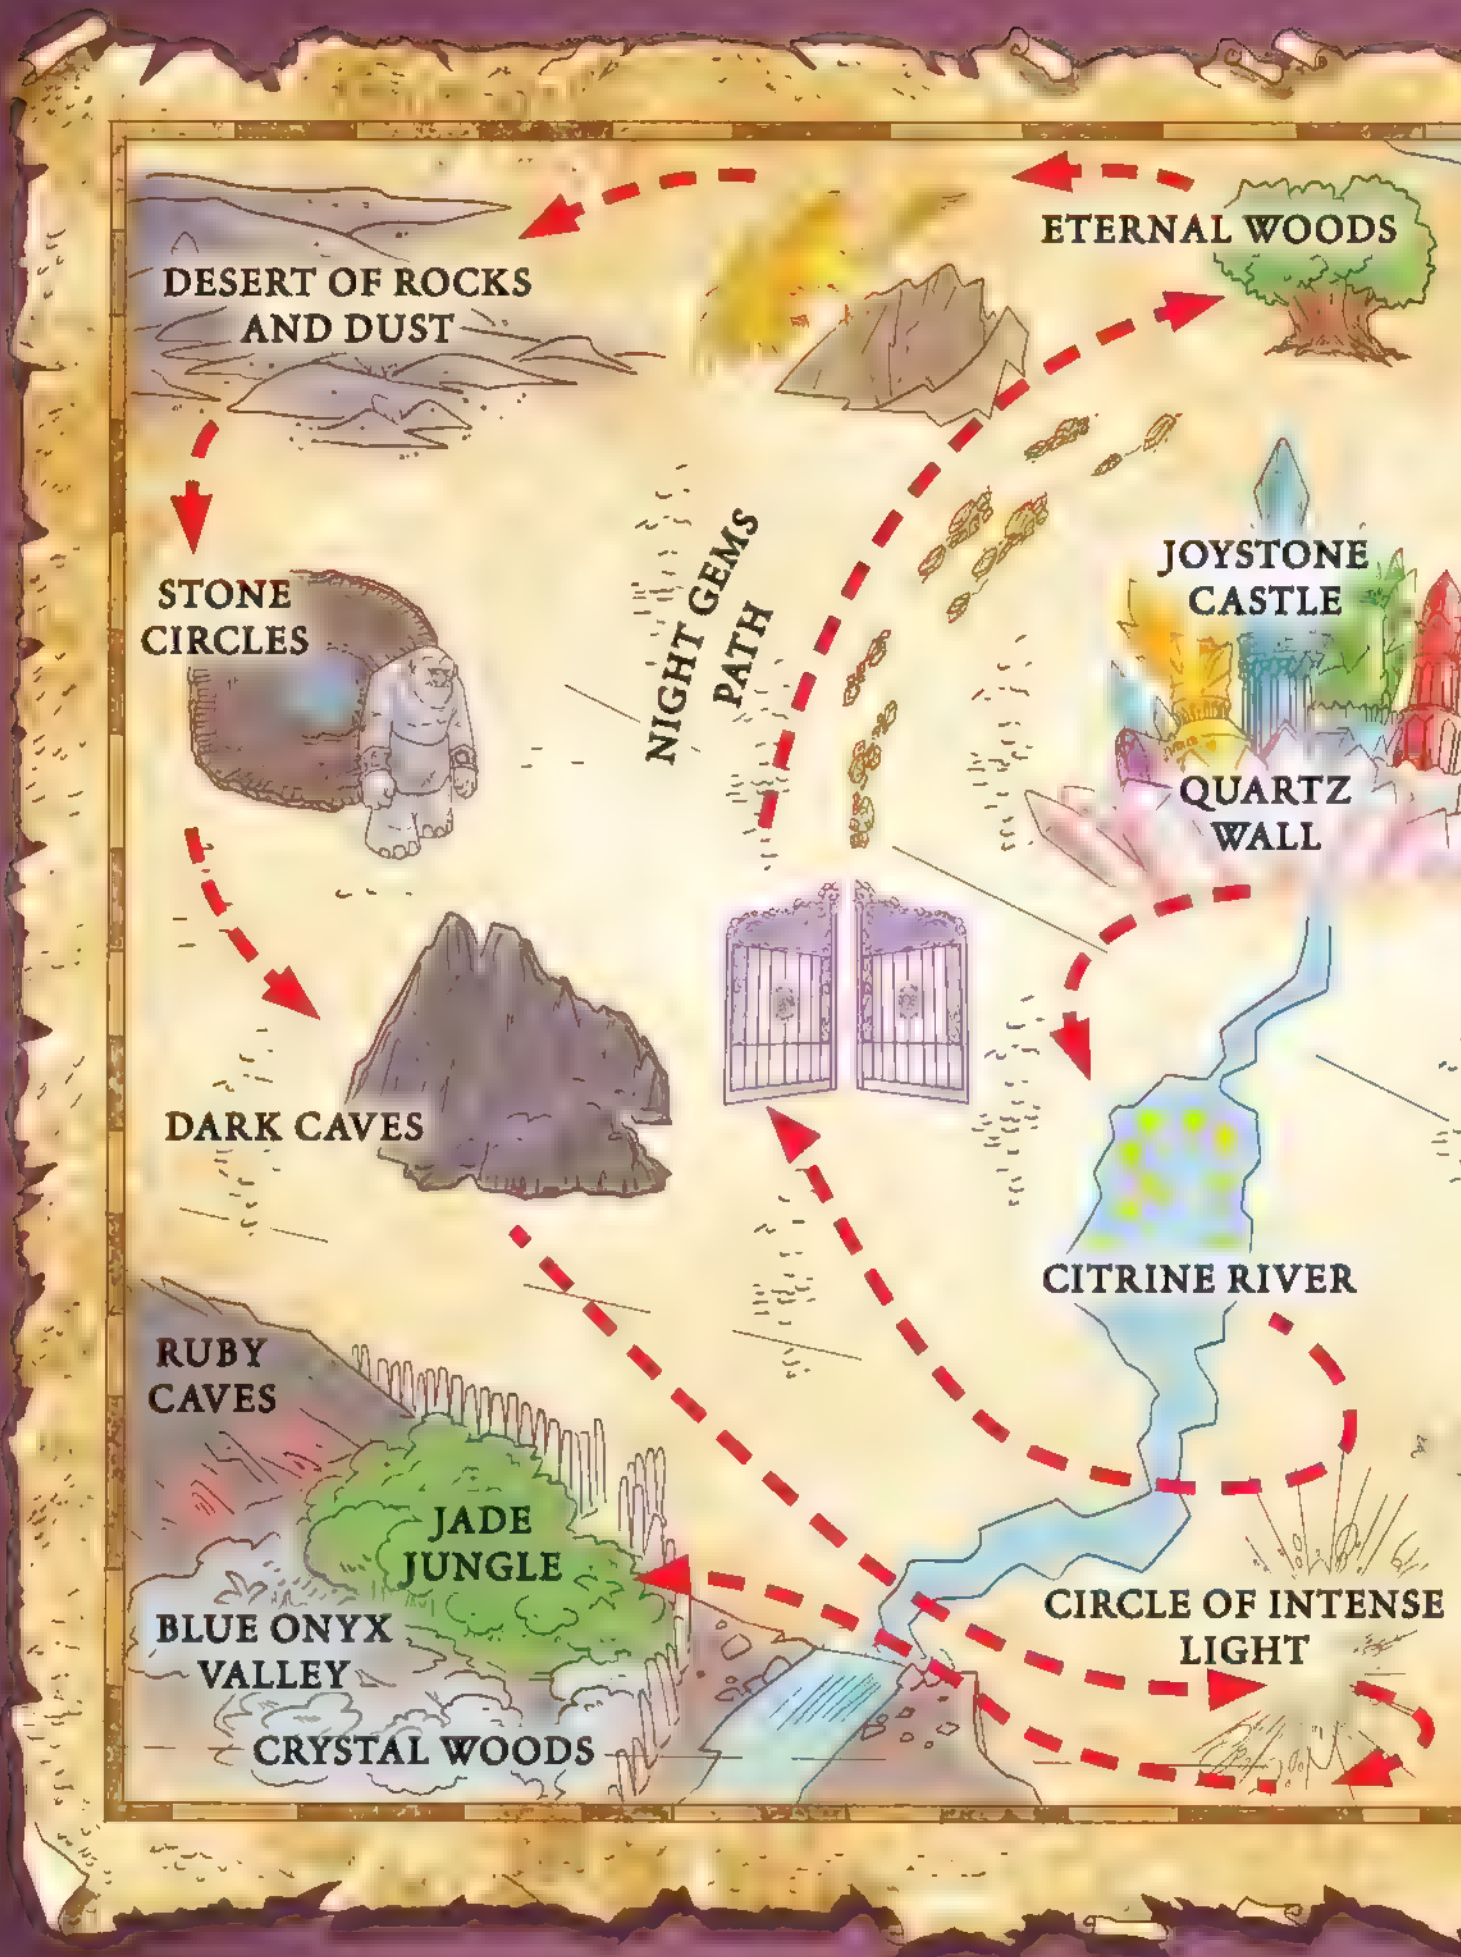 ETERNAL WOODS
DESERT OF ROCKS
AND DUST
NIGHT GEMS
PATH
JOYSTONE
CASTLE
STONE
CIRCLES
QUARTZ
WALL
DARK CAVES
CITRINE RIVER
RUBY
CAVES
JADE
JUNGLE
CIRCLE OF INTENSE
LIGHT
BLUE ONYX
VALLEY
CRYSTAL WOODS